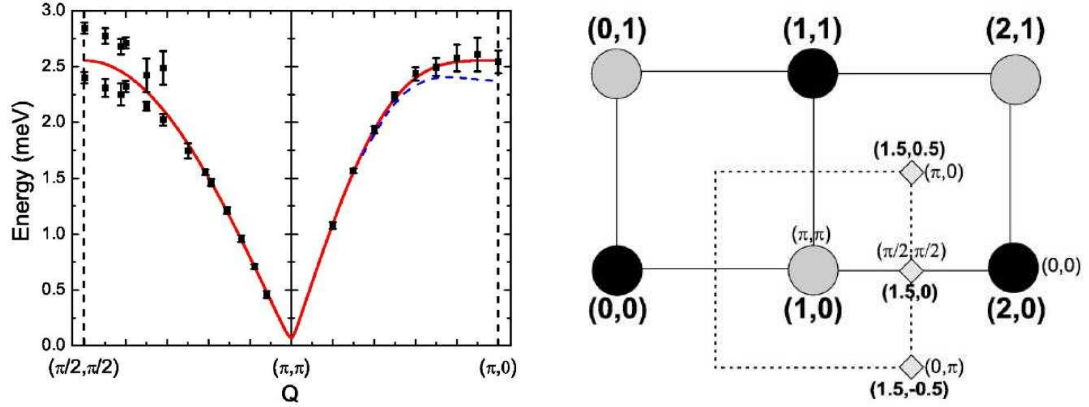 3.0
2.5
2.0
1.5
1.0
0.5
0.0
Energy (meV)
(π/2,π/2)
(π,π)
(π,0)
Q
(0,1)
(1,1)
(2,1)
(1.5,0.5)
(π,0)
(π,π)
(π/2,π/2)
(0,0)
(1.5,0)
(0,0)
(1,0)
(2,0)
(0,π)
(1.5,-0.5)